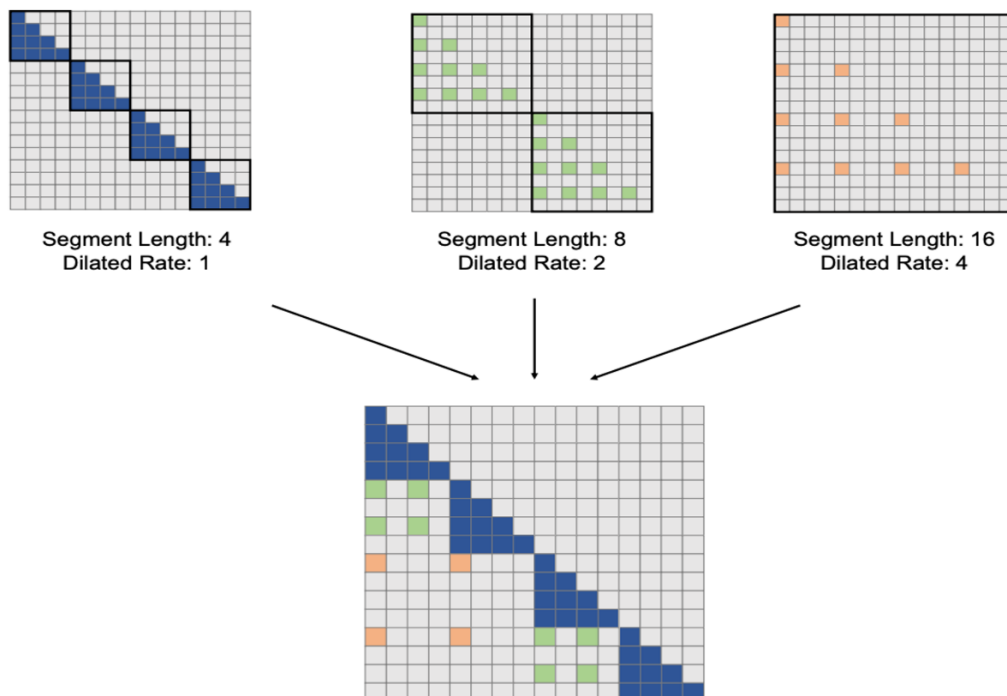 Segment Length: 4
Dilated Rate: 1
Segment Length: 8
Dilated Rate: 2
Segment Length: 16
Dilated Rate: 4